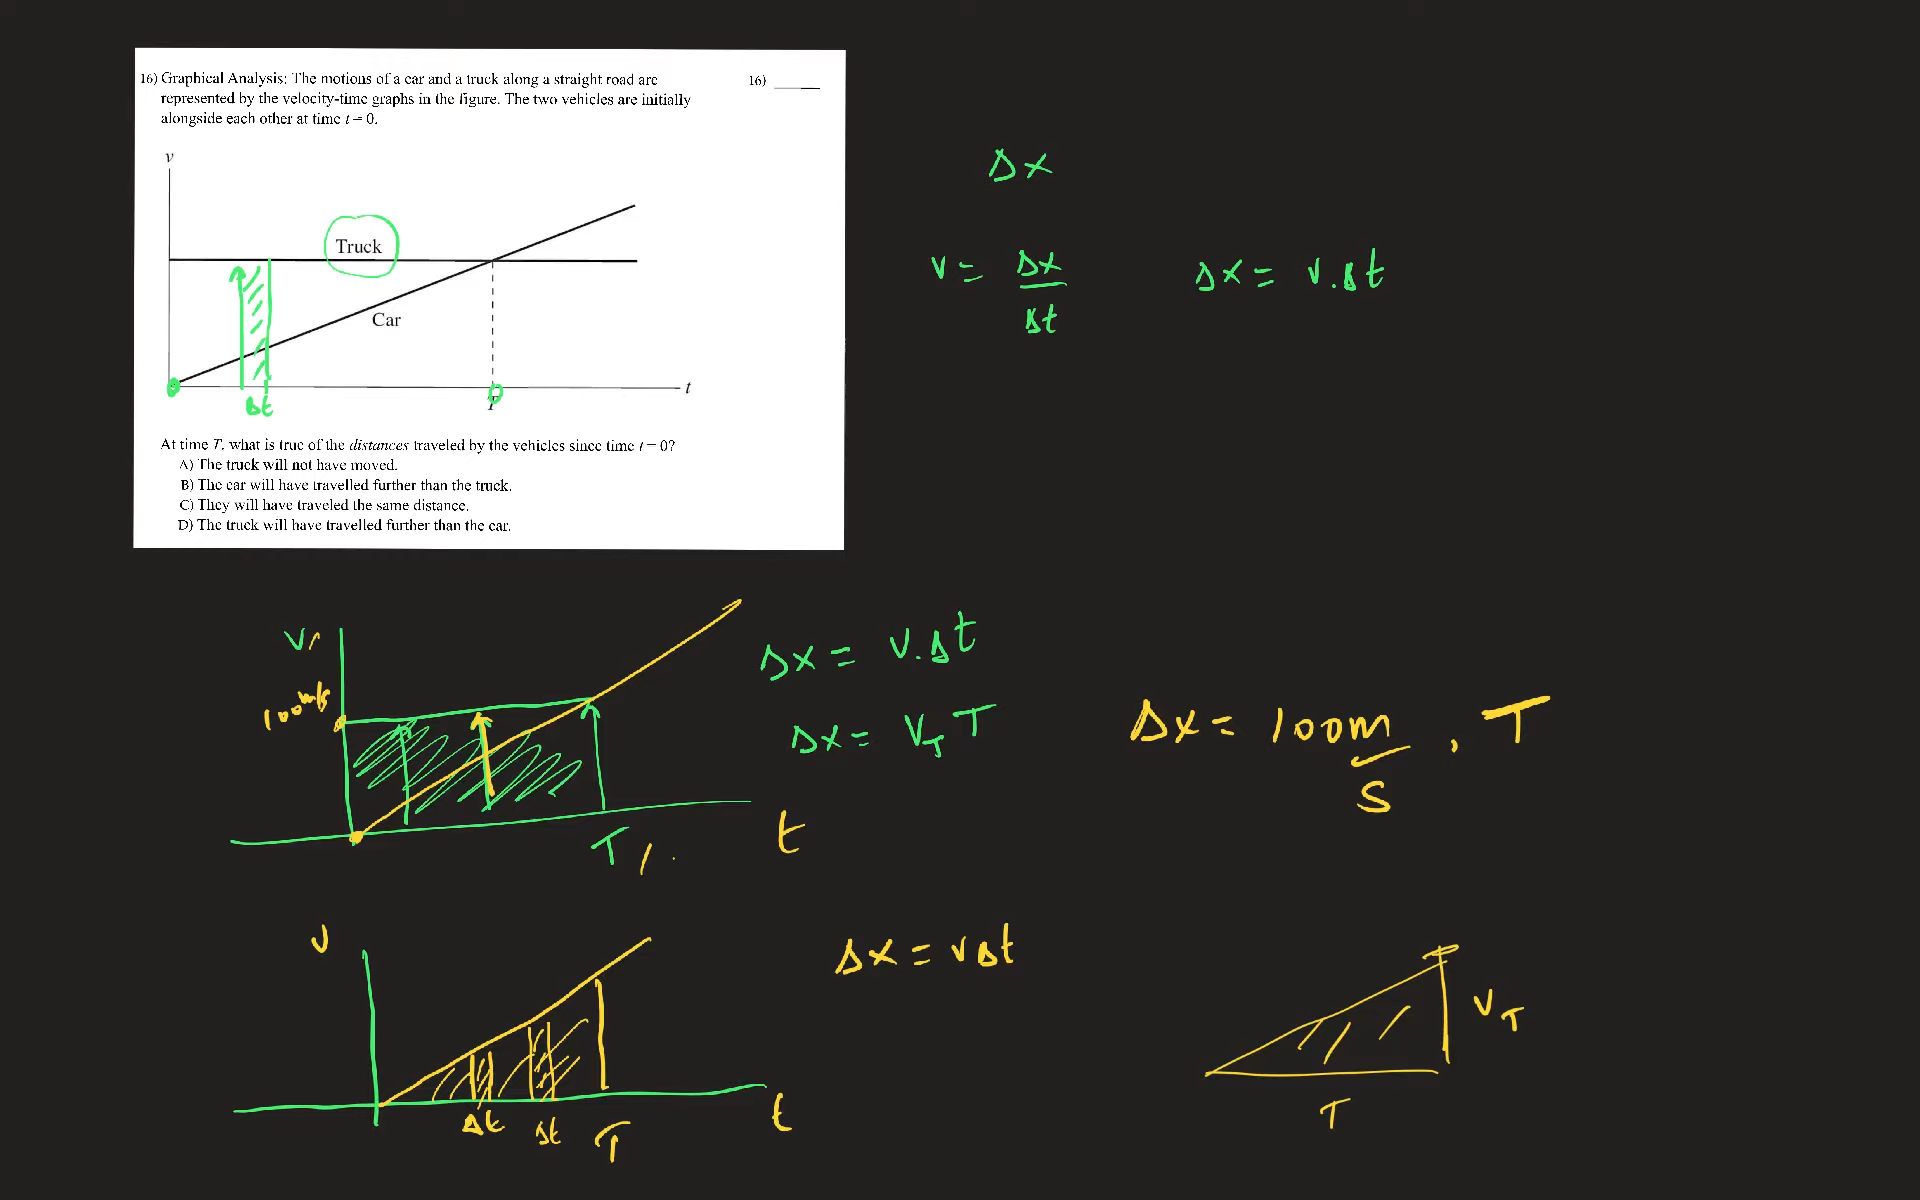 16) Graphical Analysis: The motions of a car and a truck along a straight road are
represented by the velocity-time graphs in the figure. The two vehicles are initially
alongside each other at time t = 0.
16) ______
v
Truck
Car
Δt
T
t
At time T, what is true of the distances traveled by the vehicles since time t = 0?
A) The truck will not have moved.
B) The car will have travelled further than the truck.
C) They will have traveled the same distance.
D) The truck will have travelled further than the car.
Δx
v = Δx/Δt
Δx = v.Δt
V
100 m/s
T
t
Δx = V.Δt
Δx = V_T T
Δx = 100 m/s . T
v
Δt Δt T
t
Δx = vΔt
V_T
T